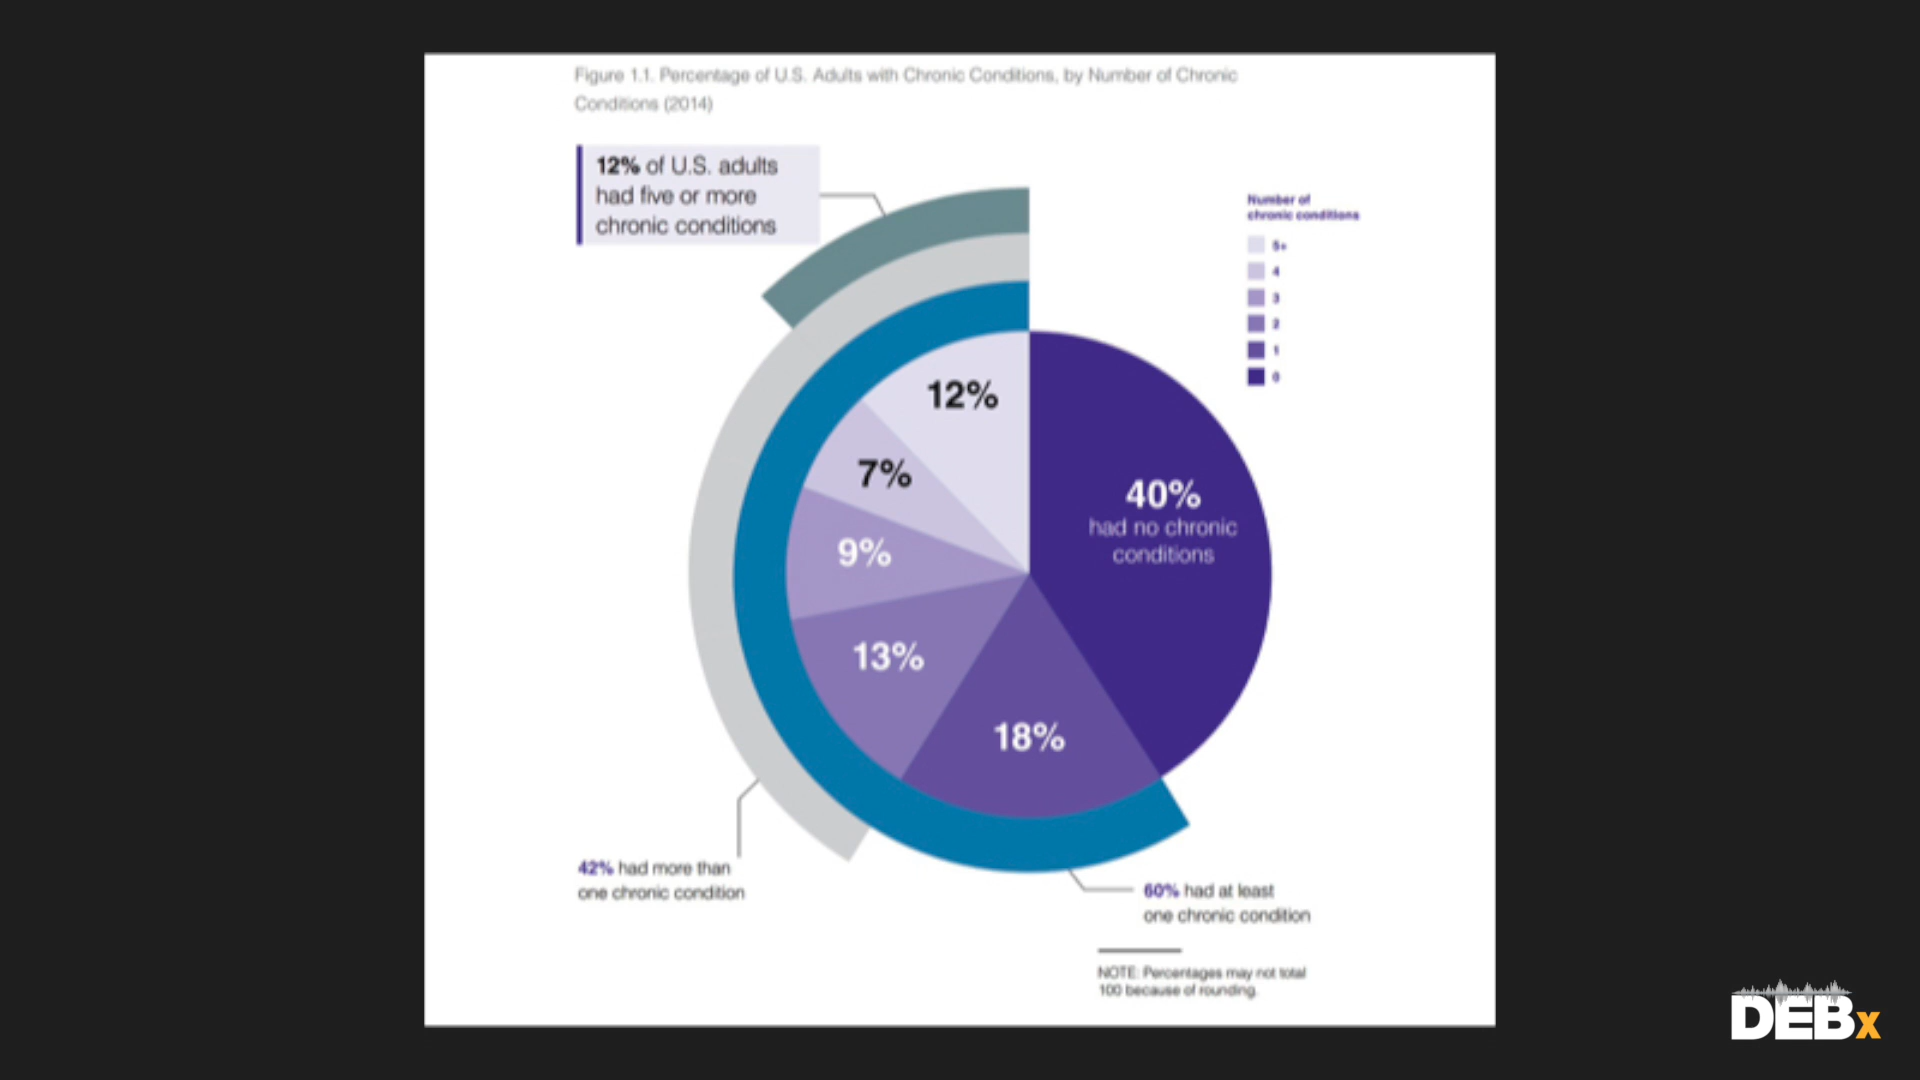 Figure 1.1. Percentage of U.S. Adults with Chronic Conditions, by Number of Chronic
Conditions (2014)
12% of U.S. adults
had five or more
chronic conditions
Number of
chronic conditions
5+
4
3
2
1
0
12%
7%
9%
13%
18%
40%
had no chronic
conditions
42% had more than
one chronic condition
60% had at least
one chronic condition
NOTE: Percentages may not total
100 because of rounding.
DEBx